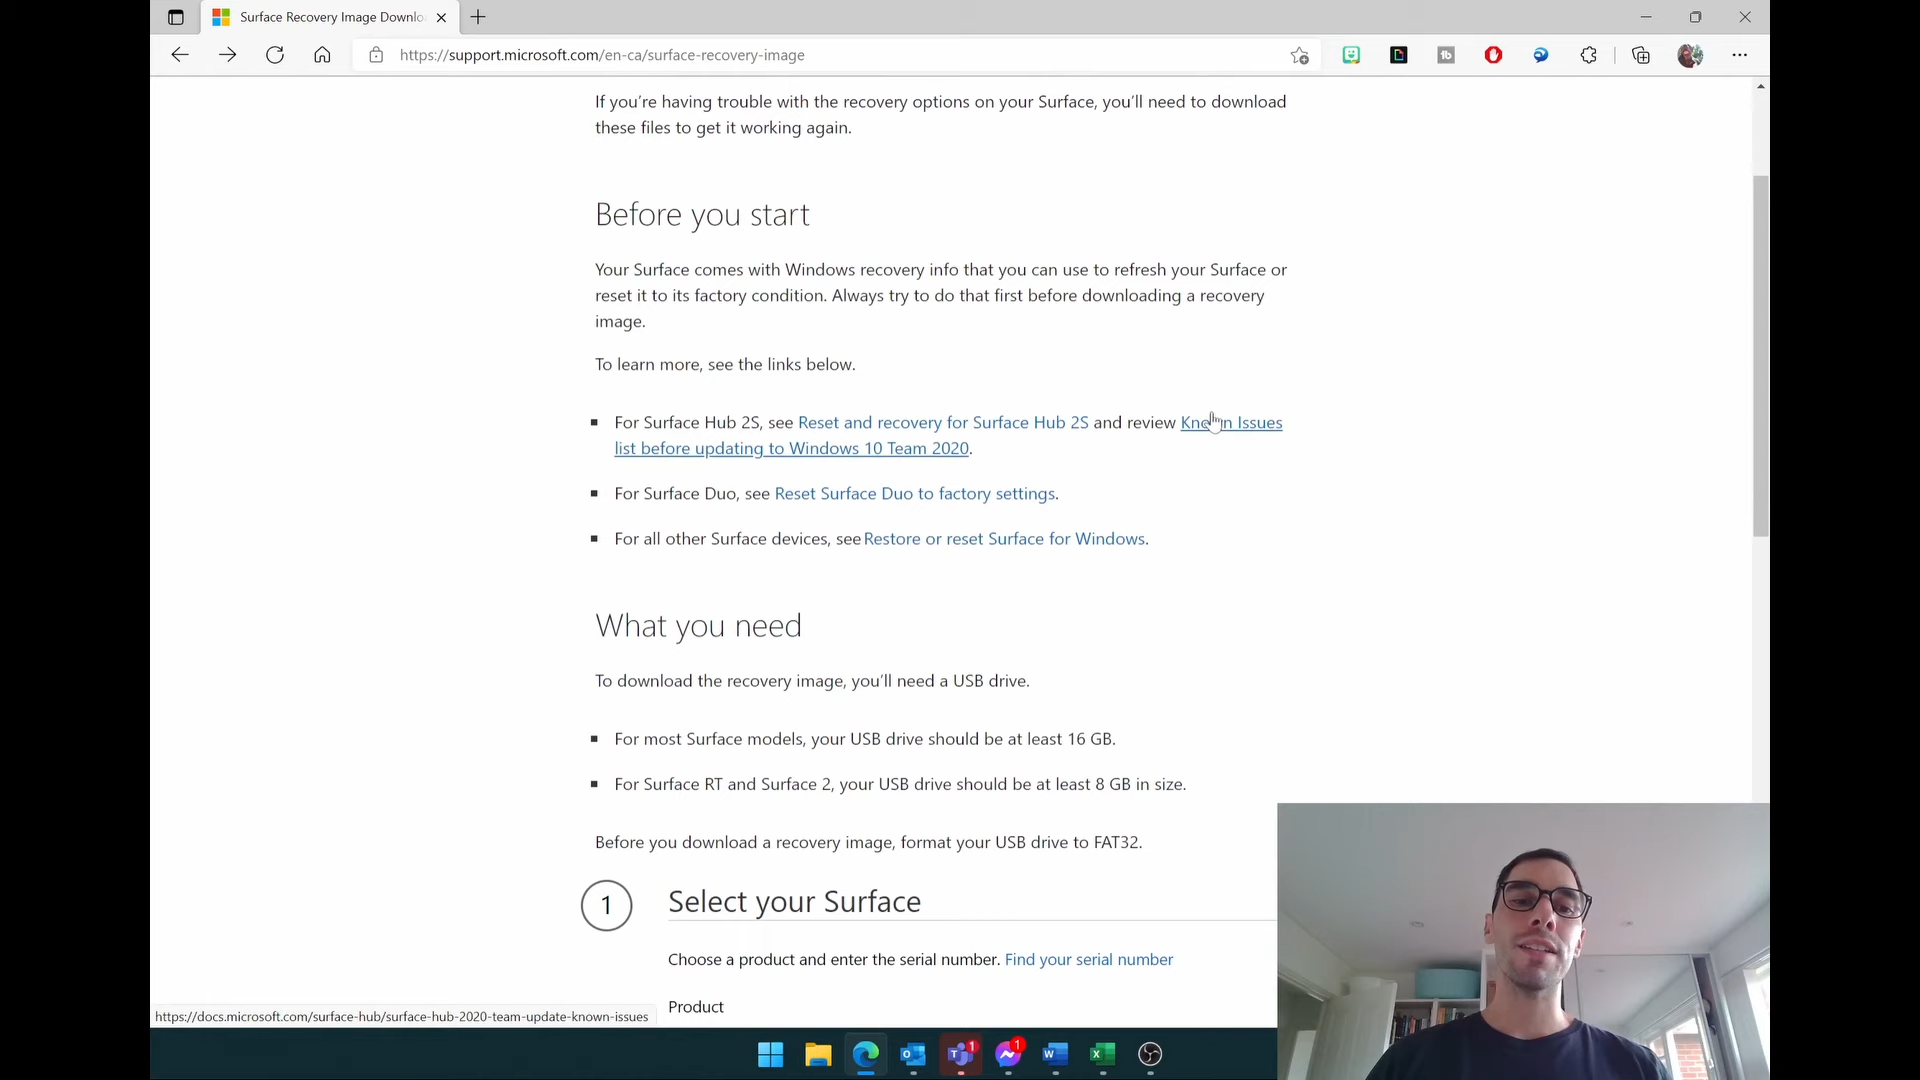 Surface Recovery Image Downlo
https://support.microsoft.com/en-ca/surface-recovery-image
If you're having trouble with the recovery options on your Surface, you'll need to download
these files to get it working again.
Before you start
Your Surface comes with Windows recovery info that you can use to refresh your Surface or
reset it to its factory condition. Always try to do that first before downloading a recovery
image.
To learn more, see the links below.
For Surface Hub 2S, see Reset and recovery for Surface Hub 2S and review Known Issues
list before updating to Windows 10 Team 2020.
For Surface Duo, see Reset Surface Duo to factory settings.
For all other Surface devices, see Restore or reset Surface for Windows.
What you need
To download the recovery image, you'll need a USB drive.
For most Surface models, your USB drive should be at least 16 GB.
For Surface RT and Surface 2, your USB drive should be at least 8 GB in size.
Before you download a recovery image, format your USB drive to FAT32.
1 Select your Surface
Choose a product and enter the serial number. Find your serial number
Product
https://docs.microsoft.com/surface-hub/surface-hub-2020-team-update-known-issues
1
1